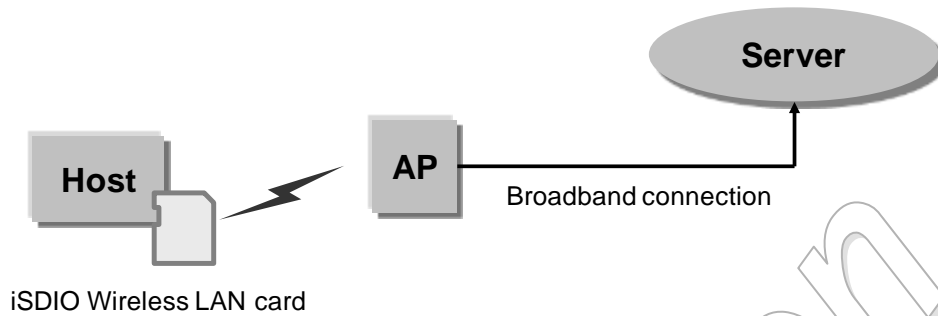 Server
Host
AP
Broadband connection
iSDIO Wireless LAN card